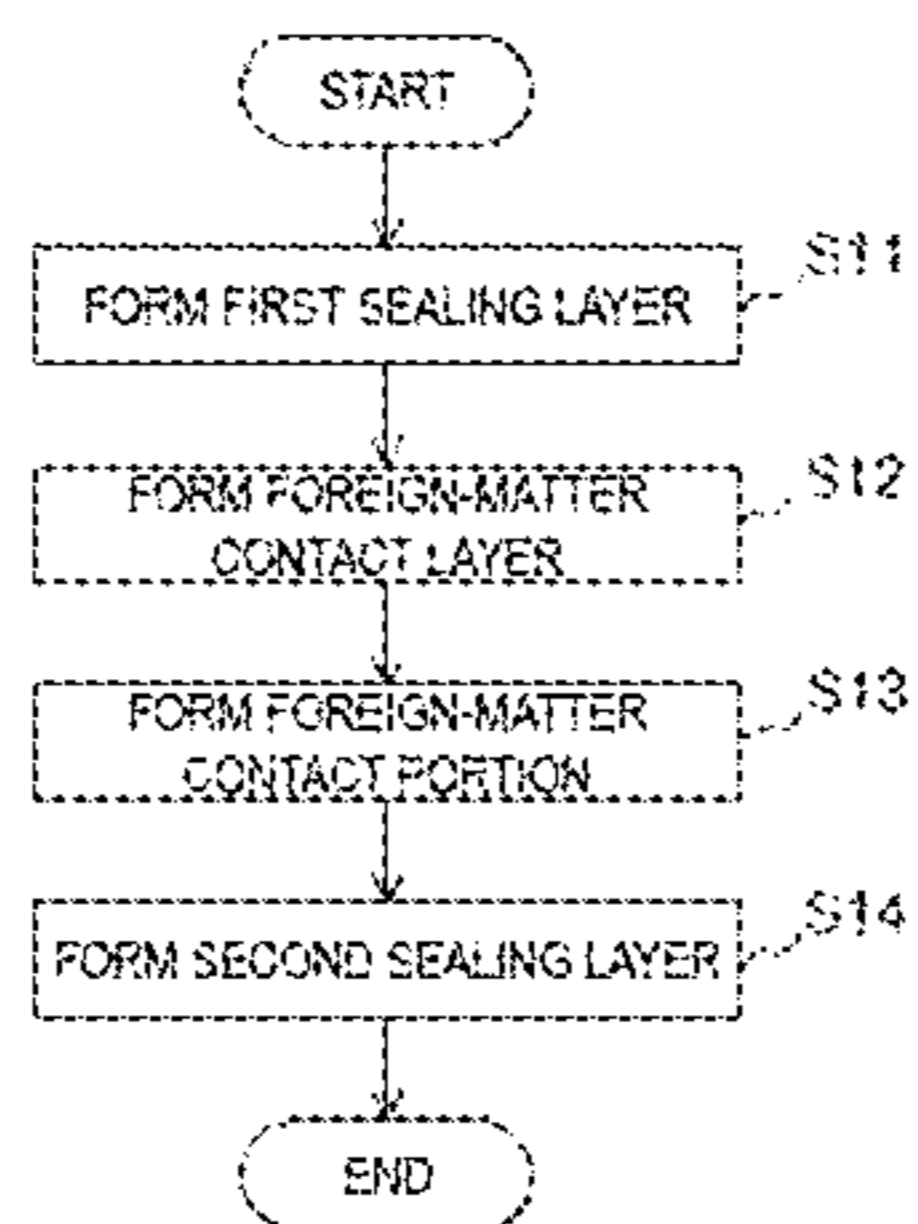 START
FORM FIRST SEALING LAYER
S11
FORM FOREIGN-MATTER
CONTACT LAYER
S12
FORM FOREIGN-MATTER
CONTACT PORTION
S13
FORM SECOND SEALING LAYER
S14
END